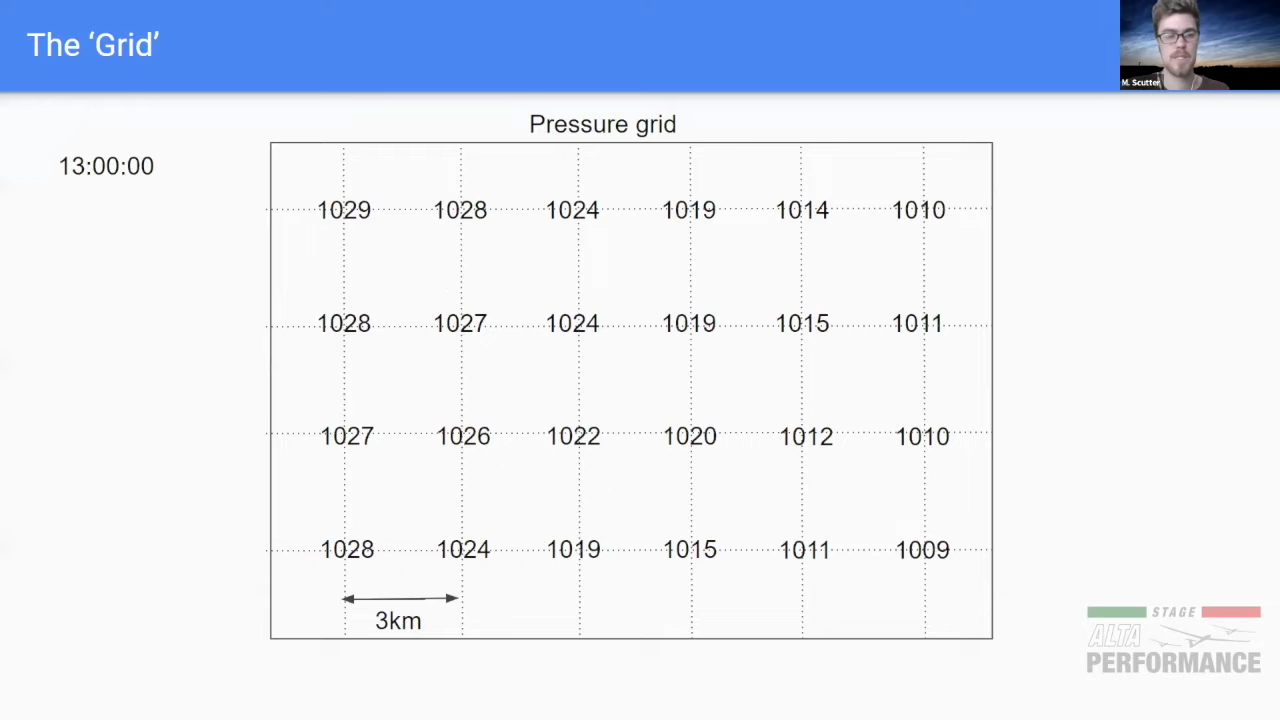 The ‘Grid’
M. Scutter
Pressure grid
13:00:00
1029 1028 1024 1019 1014 1010
1028 1027 1024 1019 1015 1011
1027 1026 1022 1020 1012 1010
1028 1024 1019 1015 1011 1009
3km
STAGE
ALTA
PERFORMANCE